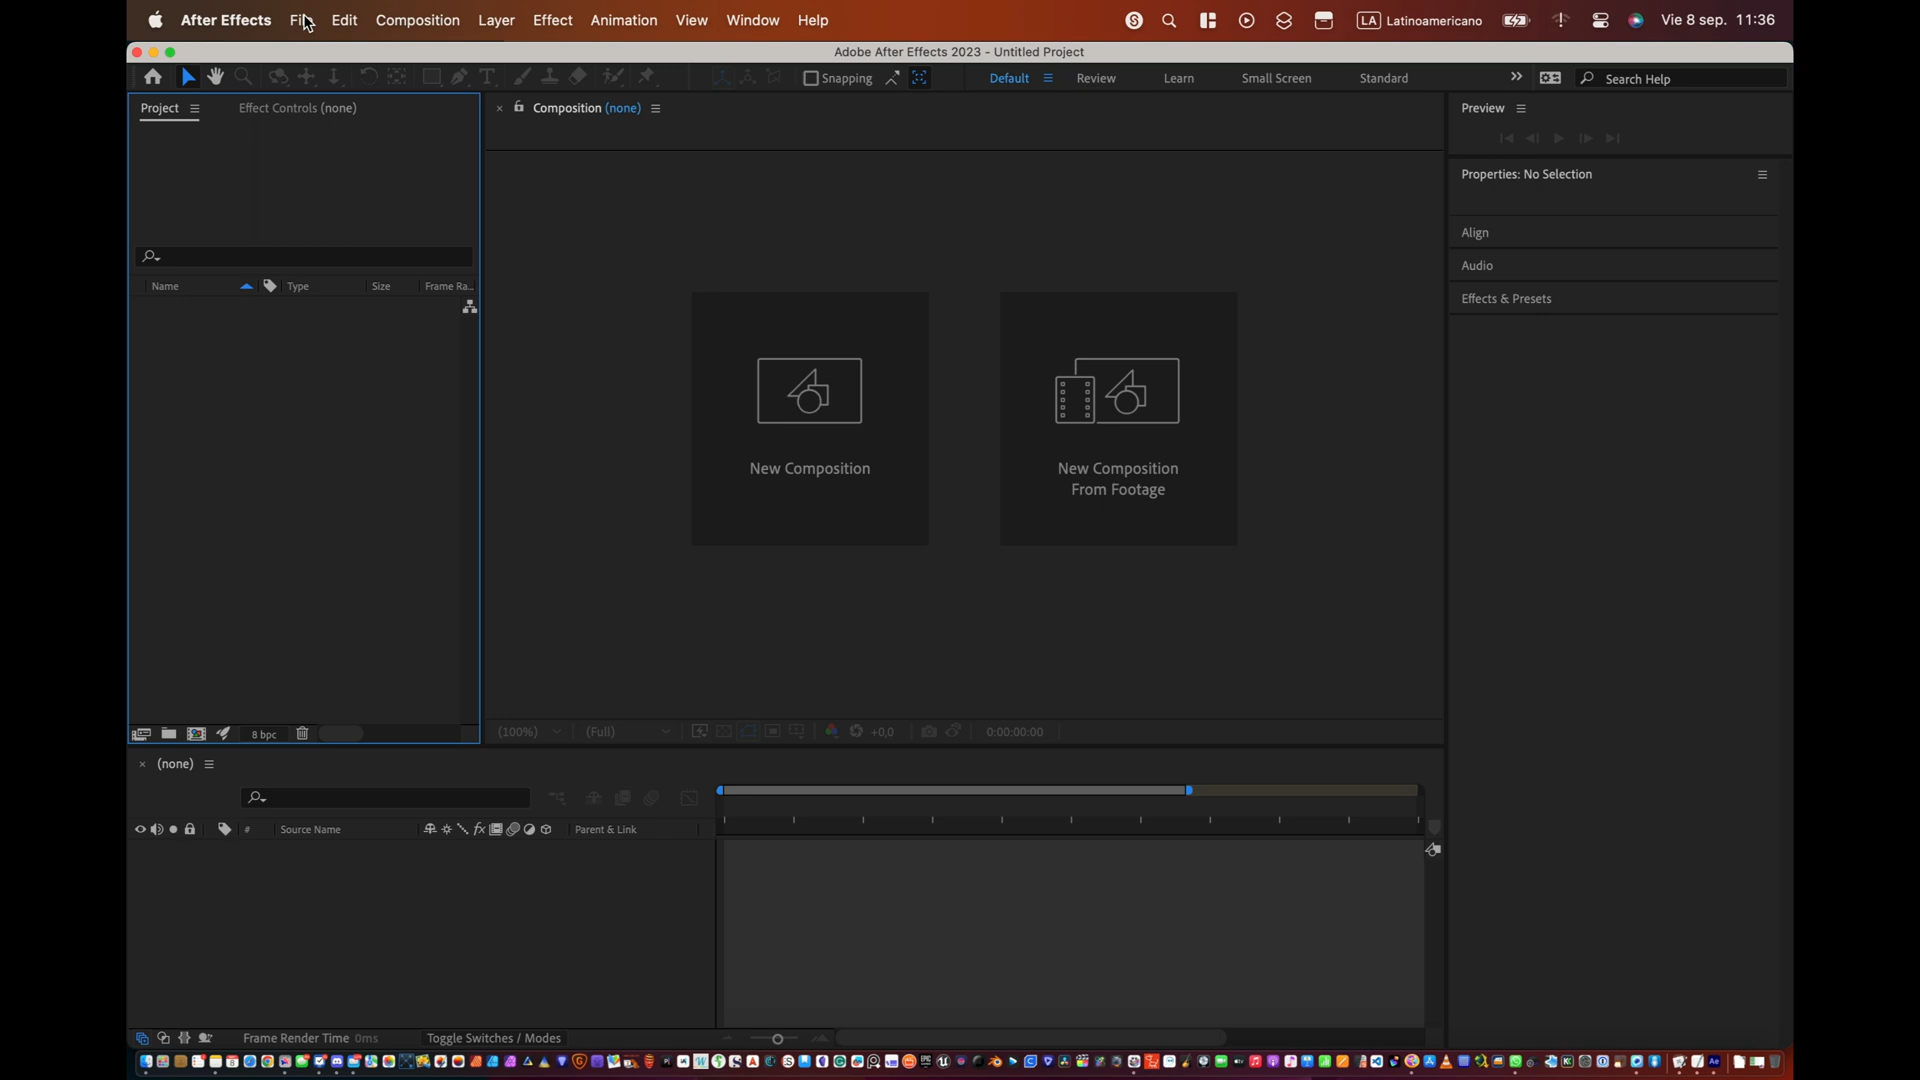 After Effects File Edit Composition Layer Effect Animation View Window Help LA Latinoamericano Vie 8 sep. 11:36
Adobe After Effects 2023 - Untitled Project
Snapping Default Review Learn Small Screen Standard Search Help
Project Effect Controls (none) Composition (none) Preview
Properties: No Selection
Align
Audio
Effects & Presets
Name Type Size Frame Ra...
New Composition
New Composition
From Footage
8 bpc (100%) (Full) +0,0 0:00:00:00
(none)
# Source Name fx Parent & Link
Frame Render Time 0ms Toggle Switches / Modes